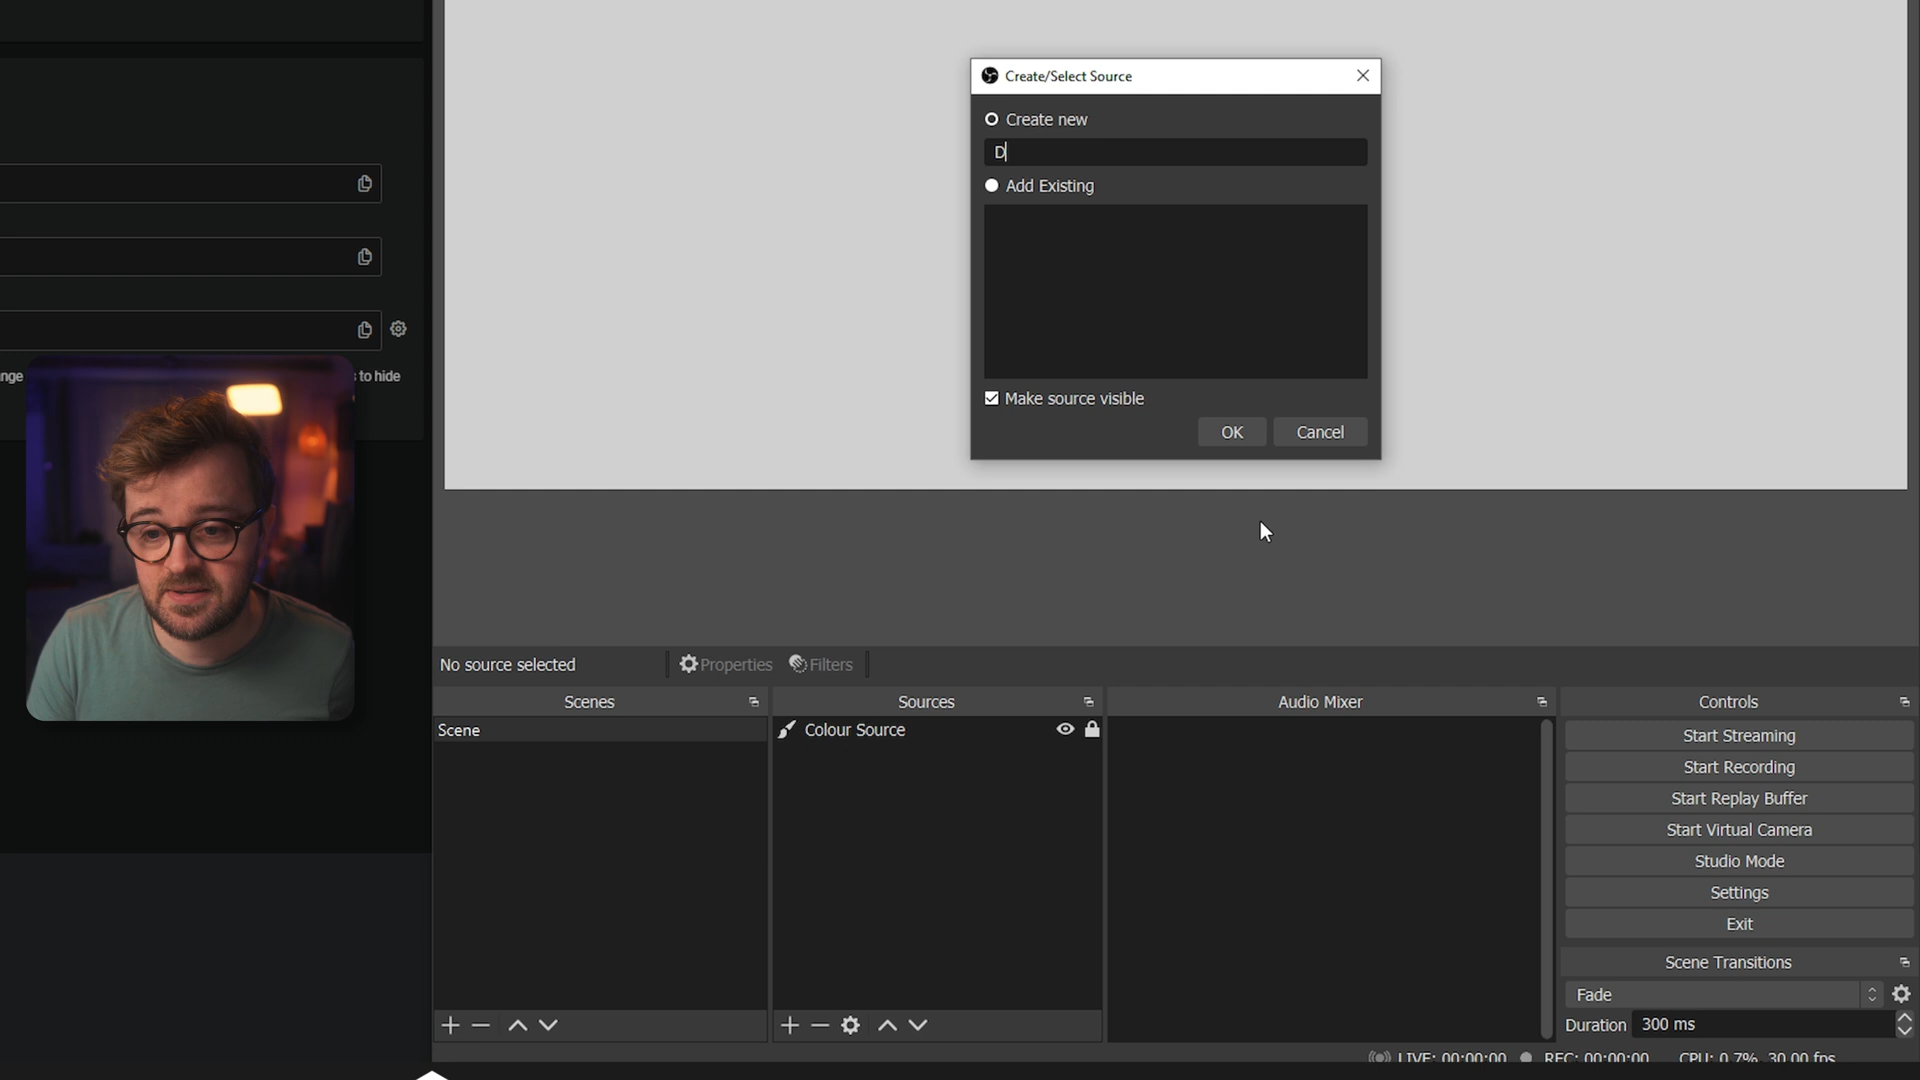 Create/Select Source
Create new
D
Add Existing
Make source visible
OK
Cancel
nge
s to hide
No source selected
Properties
Filters
Scenes
Sources
Audio Mixer
Controls
Scene
Colour Source
Start Streaming
Start Recording
Start Replay Buffer
Start Virtual Camera
Studio Mode
Settings
Exit
Scene Transitions
Fade
Duration 300 ms
LIVE: 00:00:00
REC: 00:00:00
CPU: 0.7%, 30.00 fps